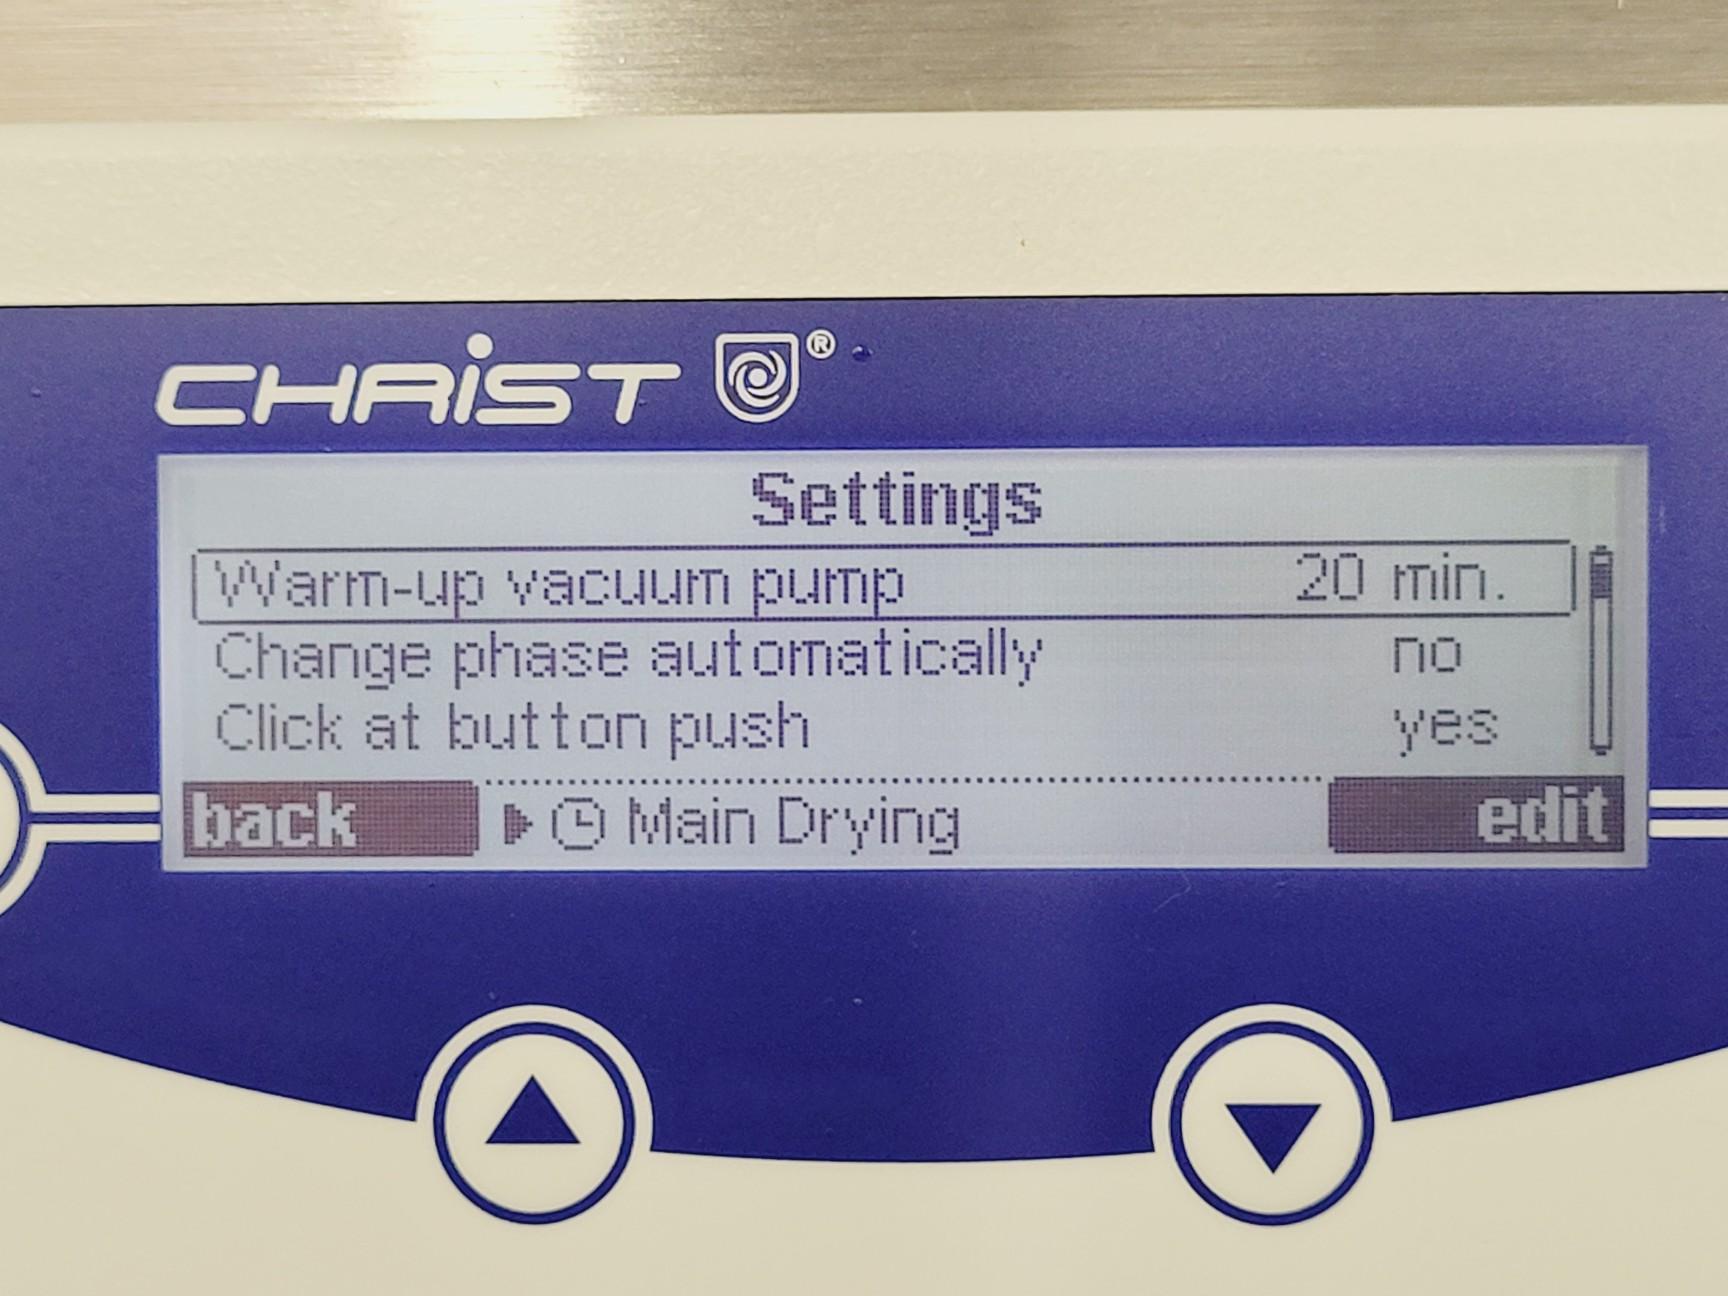 CHRiST ®
Settings
Warm-up vacuum pump 20 min.
Change phase automatically no
Click at button push yes
back Main Drying edit